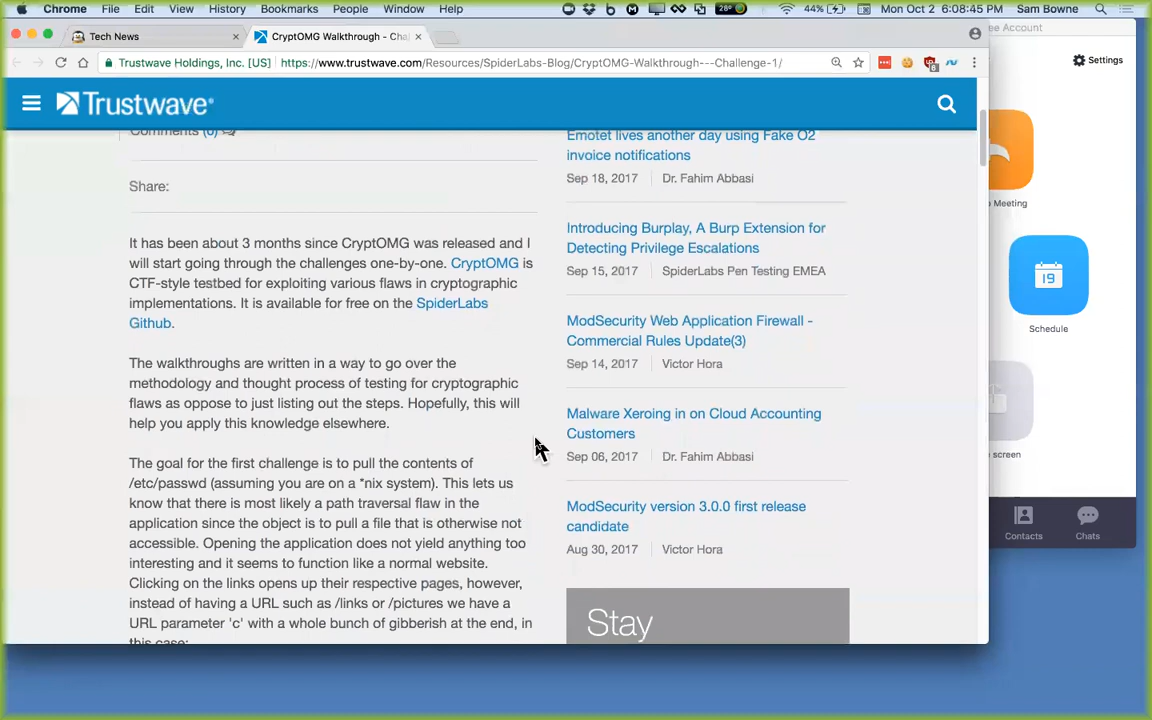 Chrome File Edit View History Bookmarks People Window Help 28° 44% Mon Oct 2 6:08:45 PM Sam Bowne
Tech News × CryptOMG Walkthrough - Cha ×
Trustwave Holdings, Inc. [US] https://www.trustwave.com/Resources/SpiderLabs-Blog/CryptOMG-Walkthrough---Challenge-1/
ee Account
Settings
Trustwave®
Comments (0)
Share:
It has been about 3 months since CryptOMG was released and I
will start going through the challenges one-by-one. CryptOMG is
CTF-style testbed for exploiting various flaws in cryptographic
implementations. It is available for free on the SpiderLabs
Github.
The walkthroughs are written in a way to go over the
methodology and thought process of testing for cryptographic
flaws as oppose to just listing out the steps. Hopefully, this will
help you apply this knowledge elsewhere.
The goal for the first challenge is to pull the contents of
/etc/passwd (assuming you are on a *nix system). This lets us
know that there is most likely a path traversal flaw in the
application since the object is to pull a file that is otherwise not
accessible. Opening the application does not yield anything too
interesting and it seems to function like a normal website.
Clicking on the links opens up their respective pages, however,
instead of having a URL such as /links or /pictures we have a
URL parameter 'c' with a whole bunch of gibberish at the end, in
this case:
Emotet lives another day using Fake O2
invoice notifications
Sep 18, 2017 Dr. Fahim Abbasi
Introducing Burplay, A Burp Extension for
Detecting Privilege Escalations
Sep 15, 2017 SpiderLabs Pen Testing EMEA
ModSecurity Web Application Firewall -
Commercial Rules Update(3)
Sep 14, 2017 Victor Hora
Malware Xeroing in on Cloud Accounting
Customers
Sep 06, 2017 Dr. Fahim Abbasi
ModSecurity version 3.0.0 first release
candidate
Aug 30, 2017 Victor Hora
Stay
Meeting
19
Schedule
screen
Contacts Chats